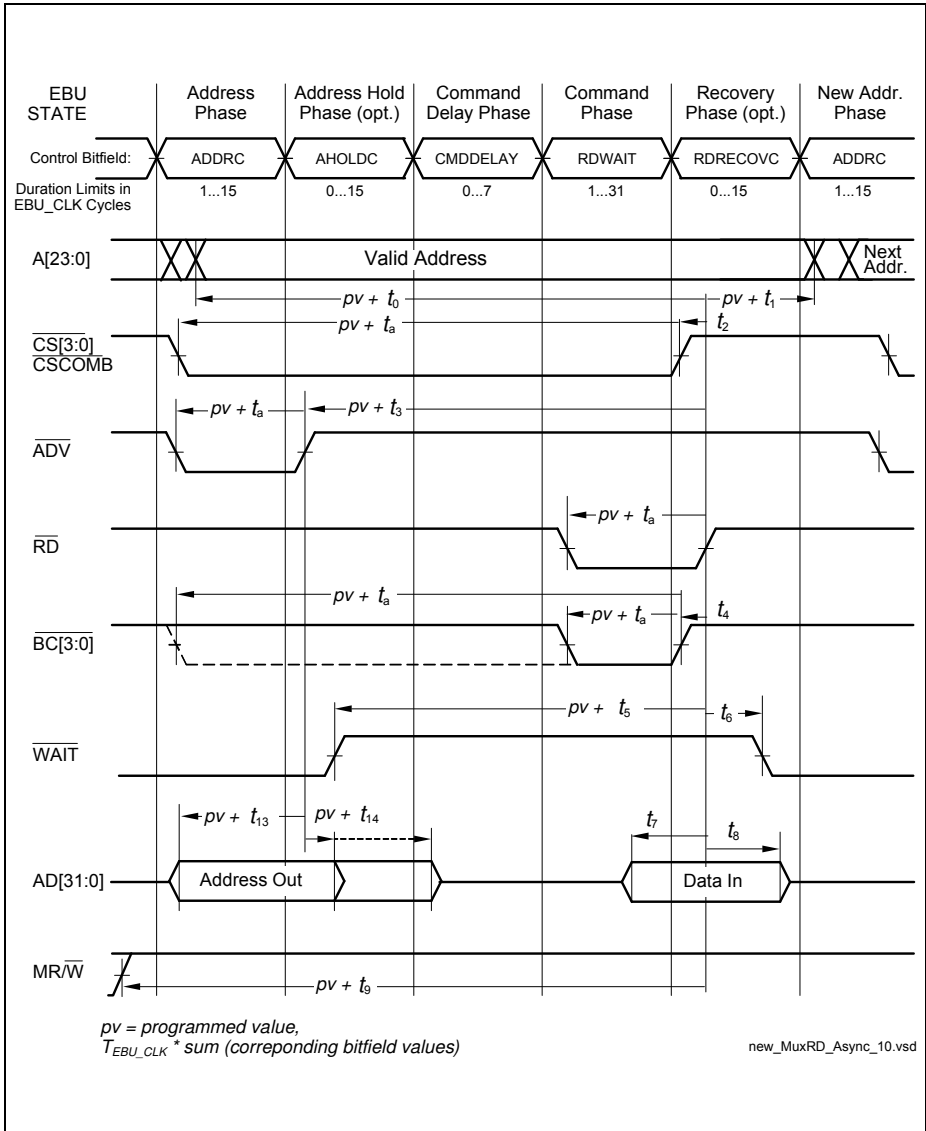 EBU STATE
Address Phase
Address Hold Phase (opt.)
Command Delay Phase
Command Phase
Recovery Phase (opt.)
New Addr. Phase
Control Bitfield: ADDRC AHOLDC CMDDELAY RDWAIT RDRECOVC ADDRC
Duration Limits in EBU_CLK Cycles
1...15 0...15 0...7 1...31 0...15 1...15
A[23:0] Valid Address Next Addr.
pv + t0 pv + t1
pv + ta t2
CS[3:0]
CSCOMB
pv + ta pv + t3
ADV
pv + ta
RD
pv + ta
pv + ta t4
BC[3:0]
pv + t5 t6
WAIT
pv + t13 pv + t14 t7 t8
AD[31:0] Address Out Data In
MR/W
pv + t9
pv = programmed value,
TEBU_CLK * sum (correponding bitfield values)
new_MuxRD_Async_10.vsd